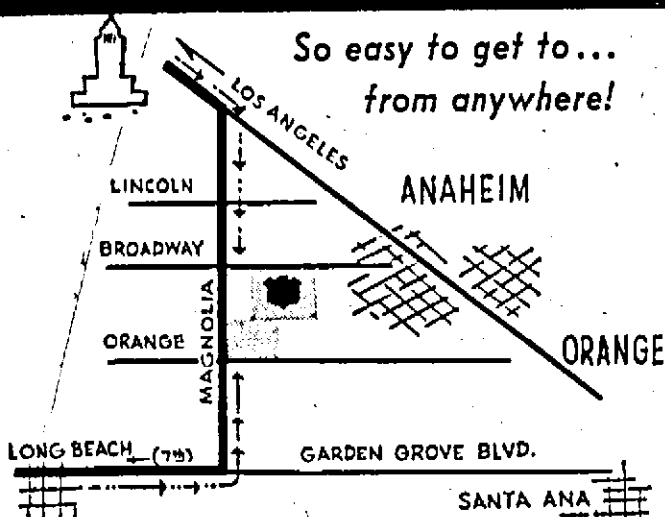 So easy to get to...
from anywhere!
LOS ANGELES
LINCOLN
ANAHEIM
BROADWAY
MAGNOLIA
ORANGE
ORANGE
LONG BEACH
(7th)
GARDEN GROVE BLVD.
SANTA ANA